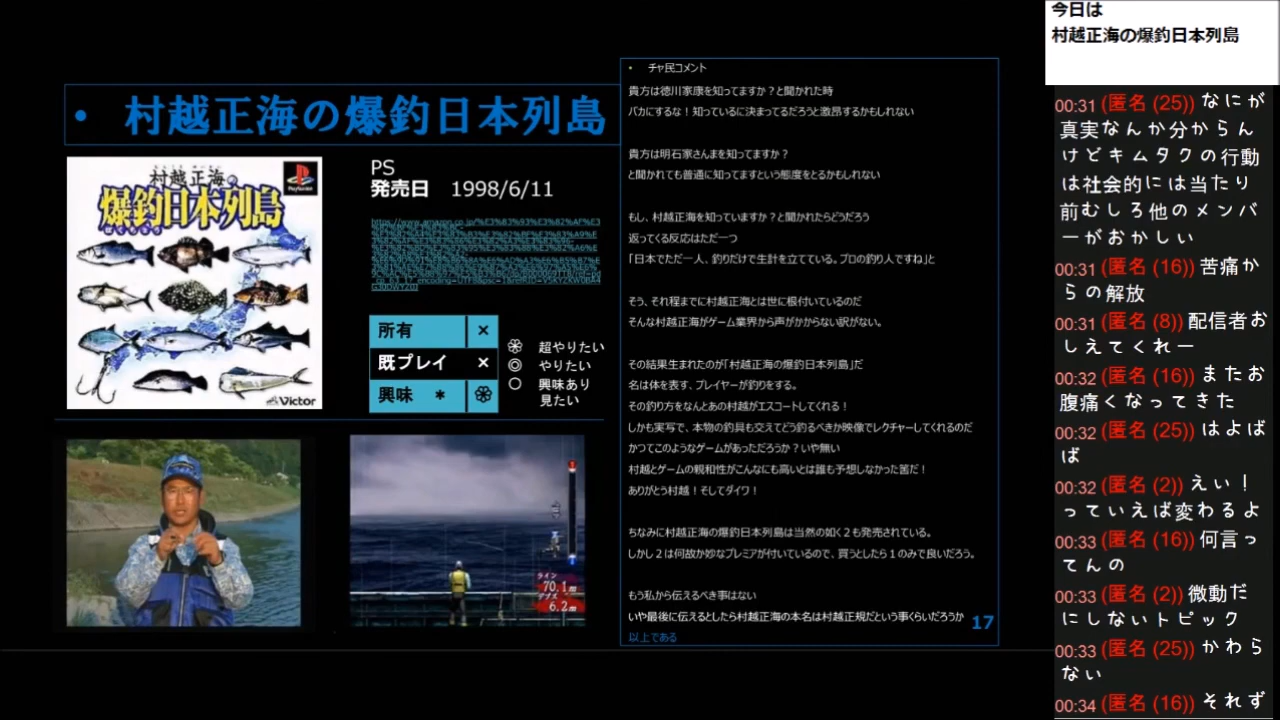 • 村越正海の爆釣日本列島
村越正海の
爆釣日本列島
ばくちょう
PlayStation
Victor
PS
発売日 1998/6/11
所有 ×
既プレイ ×
興味 * ֍
超やりたい
◎ やりたい
○ 興味あり
見たい
ライン
70.1m
6.2m
• チャ民コメント
貴方は徳川家康を知ってますか？と聞かれた時
バカにするな！知っているに決まってるだろうと激昂するかもしれない
貴方は明石家さんまを知ってますか？
と聞かれても普通に知ってますという態度をとるかもしれない
もし、村越正海を知っていますか？と聞かれたらどうだろう
返ってくる反応はただ一つ
「日本でただ一人、釣りだけで生計を立てている。プロの釣り人ですね」と
そう、それ程までに村越正海とは世に根付いているのだ
そんな村越正海がゲーム業界から声がかからない訳がない。
その結果生まれたのが「村越正海の爆釣日本列島」だ
名は体を表す、プレイヤーが釣りをする。
その釣り方をなんとあの村越がエスコートしてくれる！
しかも実写で、本物の釣具も交えてどう釣るべきか映像でレクチャーしてくれるのだ
かつてこのようなゲームがあっただろうか？いや無い
村越とゲームの親和性がこんなにも高いとは誰も予想しなかった筈だ！
ありがとう村越！そしてダイワ！
ちなみに村越正海の爆釣日本列島は当然の如く２も発売されている。
しかし２は何故か妙なプレミアが付いているので、買うとしたら１のみで良いだろう。
もう私から伝えるべき事はない
いや最後に伝えるとしたら村越正海の本名は村越正規だという事くらいだろうか
以上である
17
今日は
村越正海の爆釣日本列島
00:31 (匿名 (25)) なにが
真実なんか分からん
けどキムタクの行動
は社会的には当たり
前むしろ他のメンバ
ーがおかしい
00:31 (匿名 (16)) 苦痛か
らの解放
00:31 (匿名 (8)) 配信者お
しえてくれー
00:32 (匿名 (16)) またお
腹痛くなってきた
00:32 (匿名 (25)) はよば
ば
00:32 (匿名 (2)) えい！
っていえば変わるよ
00:33 (匿名 (16)) 何言っ
てんの
00:33 (匿名 (2)) 微動だ
にしないトピック
00:33 (匿名 (25)) かわら
ない
00:34 (匿名 (16)) それず